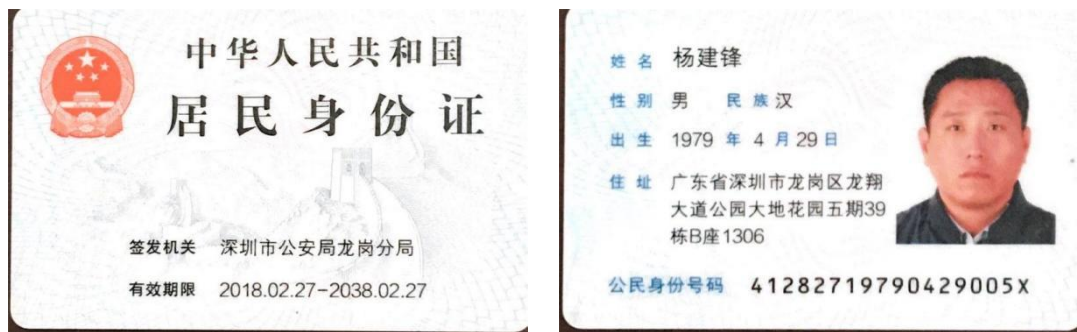 中华人民共和国
居民身份证
签发机关 深圳市公安局龙岗分局
有效期限 2018.02.27-2038.02.27
姓名 杨建锋
性别 男 民族 汉
出生 1979 年 4 月 29 日
住址 广东省深圳市龙岗区龙翔
大道公园大地花园五期39
栋B座1306
公民身份号码 41282719790429005X